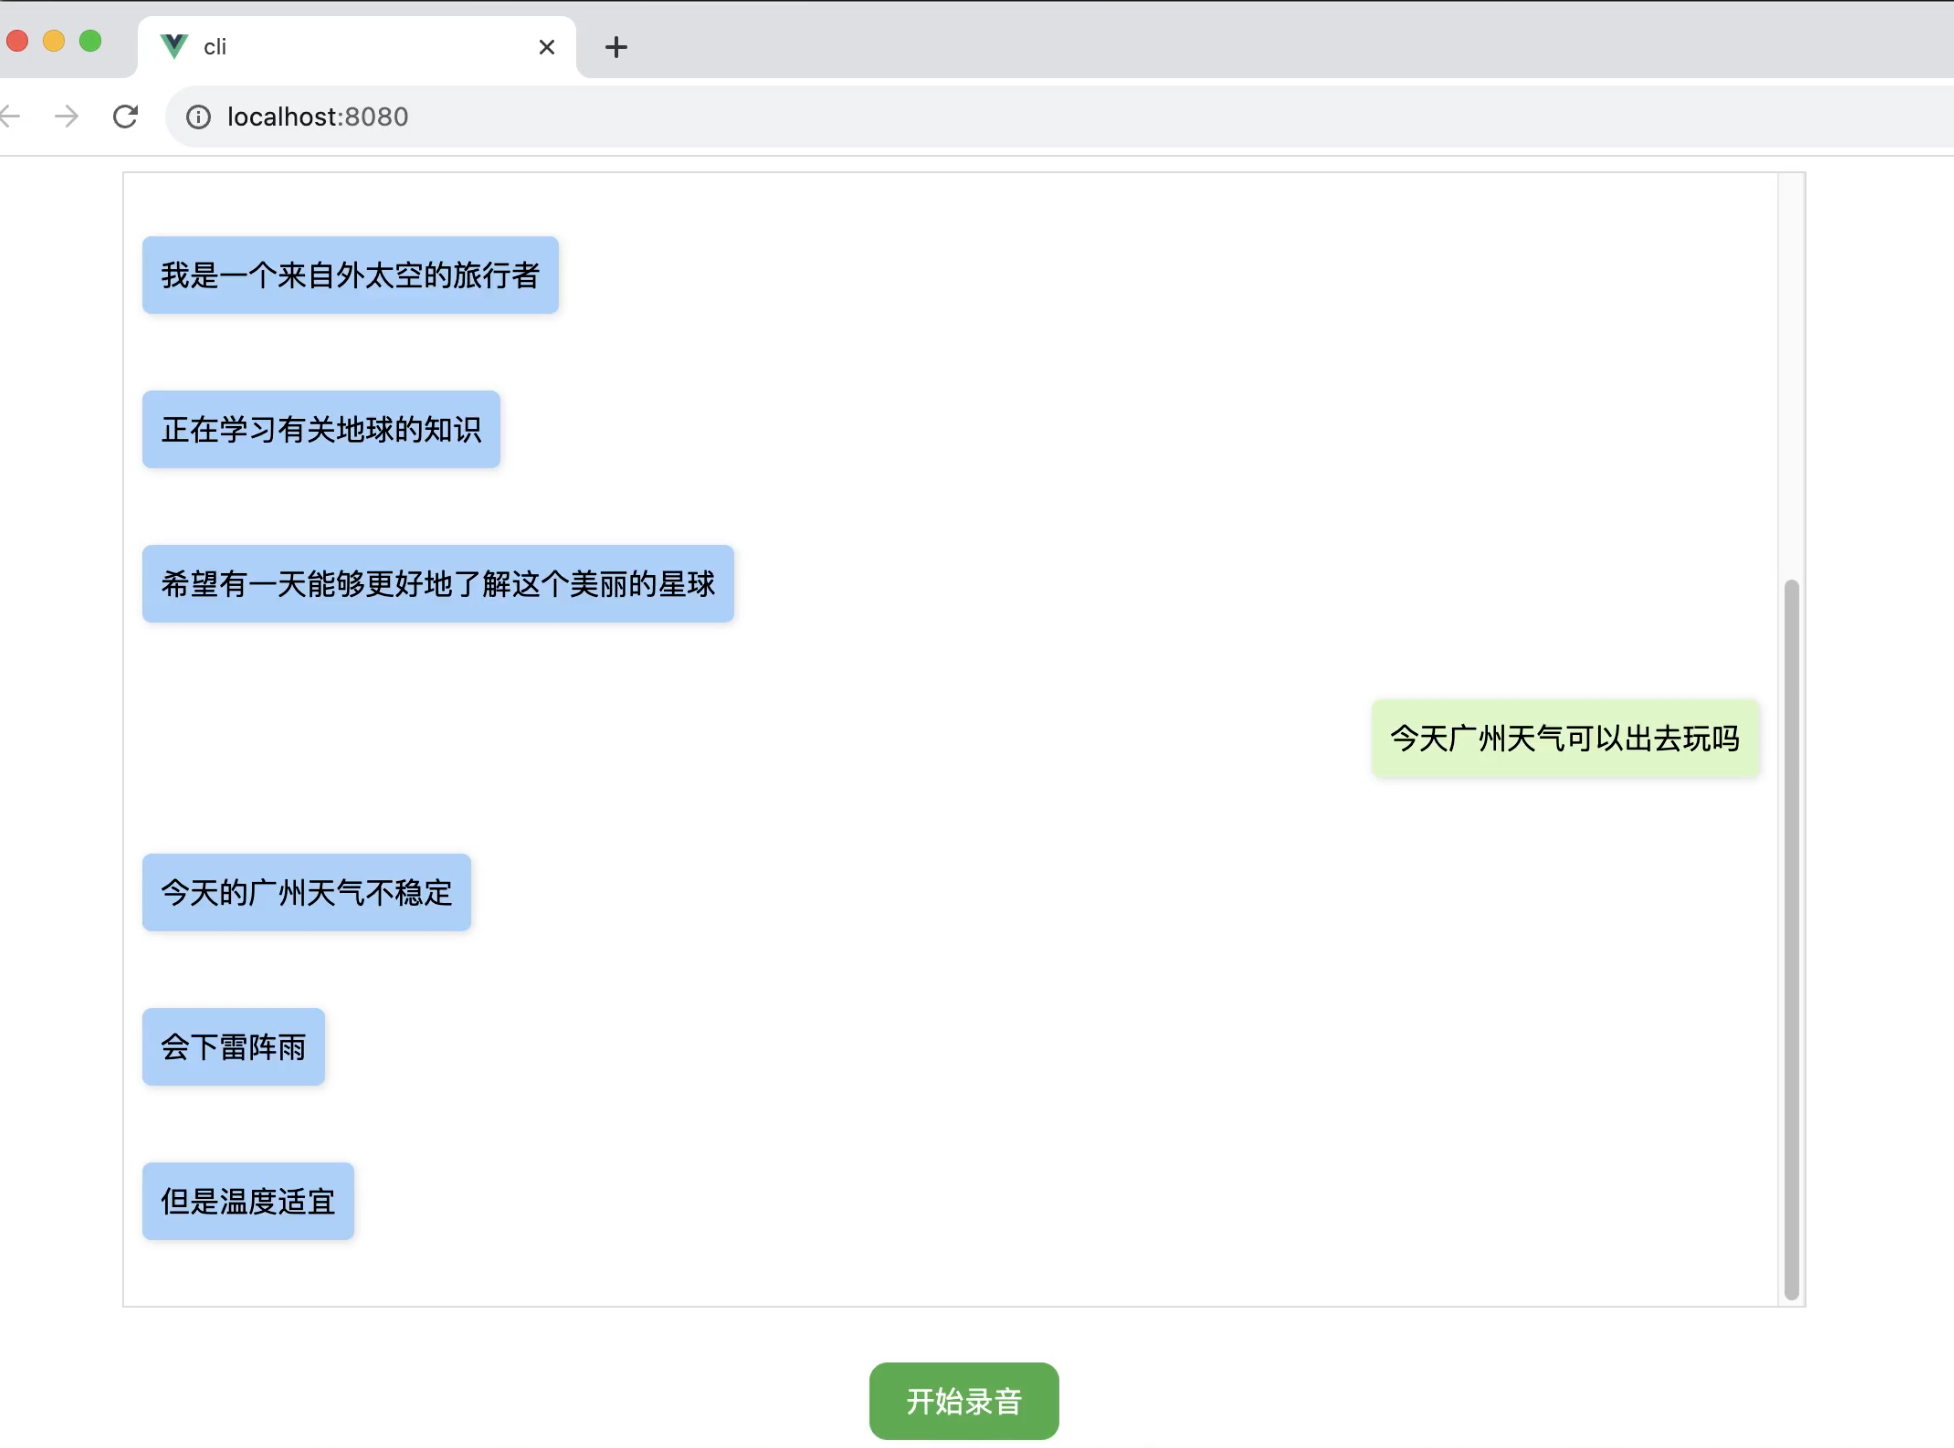 cli
localhost:8080
我是一个来自外太空的旅行者
正在学习有关地球的知识
希望有一天能够更好地了解这个美丽的星球
今天广州天气可以出去玩吗
今天的广州天气不稳定
会下雷阵雨
但是温度适宜
开始录音